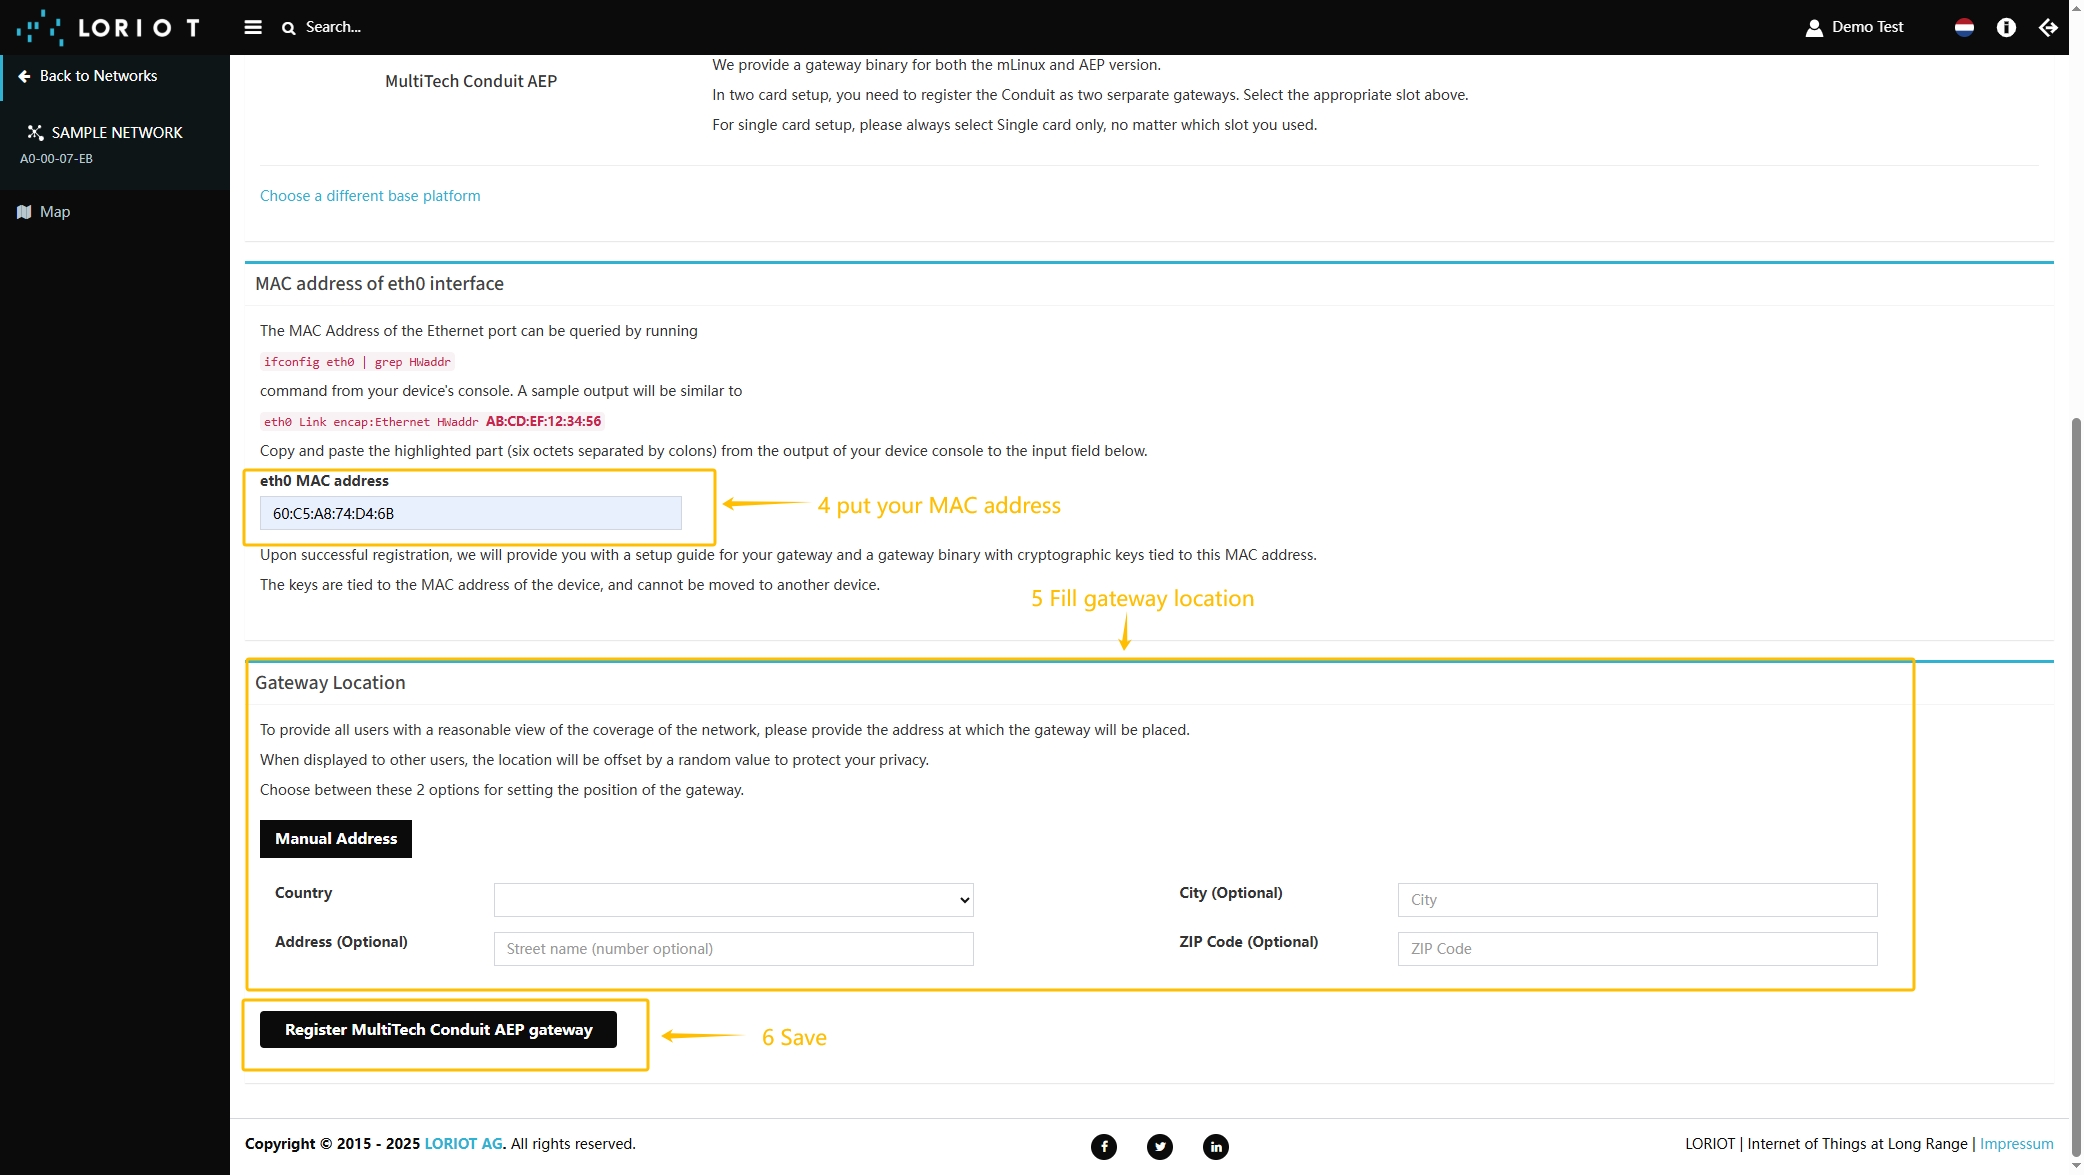 LORIOT
Search...
Demo Test
Back to Networks
SAMPLE NETWORK
A0-00-07-EB
Map
MultiTech Conduit AEP
We provide a gateway binary for both the mLinux and AEP version.
In two card setup, you need to register the Conduit as two serparate gateways. Select the appropriate slot above.
For single card setup, please always select Single card only, no matter which slot you used.
Choose a different base platform
MAC address of eth0 interface
The MAC Address of the Ethernet port can be queried by running
ifconfig eth0 | grep HWaddr
command from your device's console. A sample output will be similar to
eth0 Link encap:Ethernet HWaddr AB:CD:EF:12:34:56
Copy and paste the highlighted part (six octets separated by colons) from the output of your device console to the input field below.
eth0 MAC address
60:C5:A8:74:D4:6B
4 put your MAC address
Upon successful registration, we will provide you with a setup guide for your gateway and a gateway binary with cryptographic keys tied to this MAC address.
The keys are tied to the MAC address of the device, and cannot be moved to another device.
5 Fill gateway location
Gateway Location
To provide all users with a reasonable view of the coverage of the network, please provide the address at which the gateway will be placed.
When displayed to other users, the location will be offset by a random value to protect your privacy.
Choose between these 2 options for setting the position of the gateway.
Manual Address
Country
City (Optional)
City
Address (Optional)
Street name (number optional)
ZIP Code (Optional)
ZIP Code
Register MultiTech Conduit AEP gateway
6 Save
Copyright © 2015 - 2025 LORIOT AG. All rights reserved.
LORIOT | Internet of Things at Long Range | Impressum